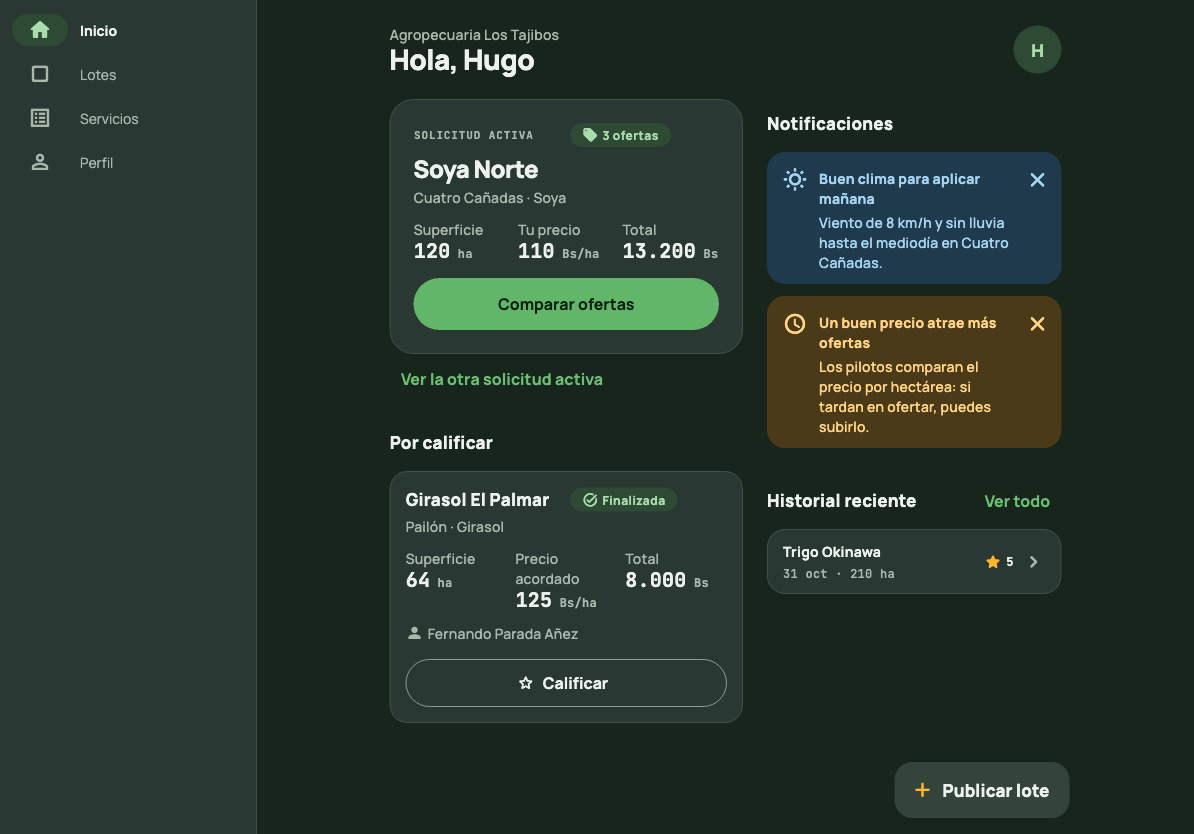 Inicio
Lotes
Servicios
Perfil
Agropecuaria Los Tajibos
Hola, Hugo
H
SOLICITUD ACTIVA
3 ofertas
Soya Norte
Cuatro Cañadas · Soya
Superficie
120 ha
Tu precio
110 Bs/ha
Total
13.200 Bs
Comparar ofertas
Ver la otra solicitud activa
Por calificar
Girasol El Palmar
Finalizada
Pailón · Girasol
Superficie
64 ha
Precio
acordado
125 Bs/ha
Total
8.000 Bs
Fernando Parada Añez
Calificar
Notificaciones
Buen clima para aplicar
mañana
Viento de 8 km/h y sin lluvia
hasta el mediodía en Cuatro
Cañadas.
Un buen precio atrae más
ofertas
Los pilotos comparan el
precio por hectárea: si
tardan en ofertar, puedes
subirlo.
Historial reciente
Ver todo
Trigo Okinawa
31 oct · 210 ha
5
Publicar lote